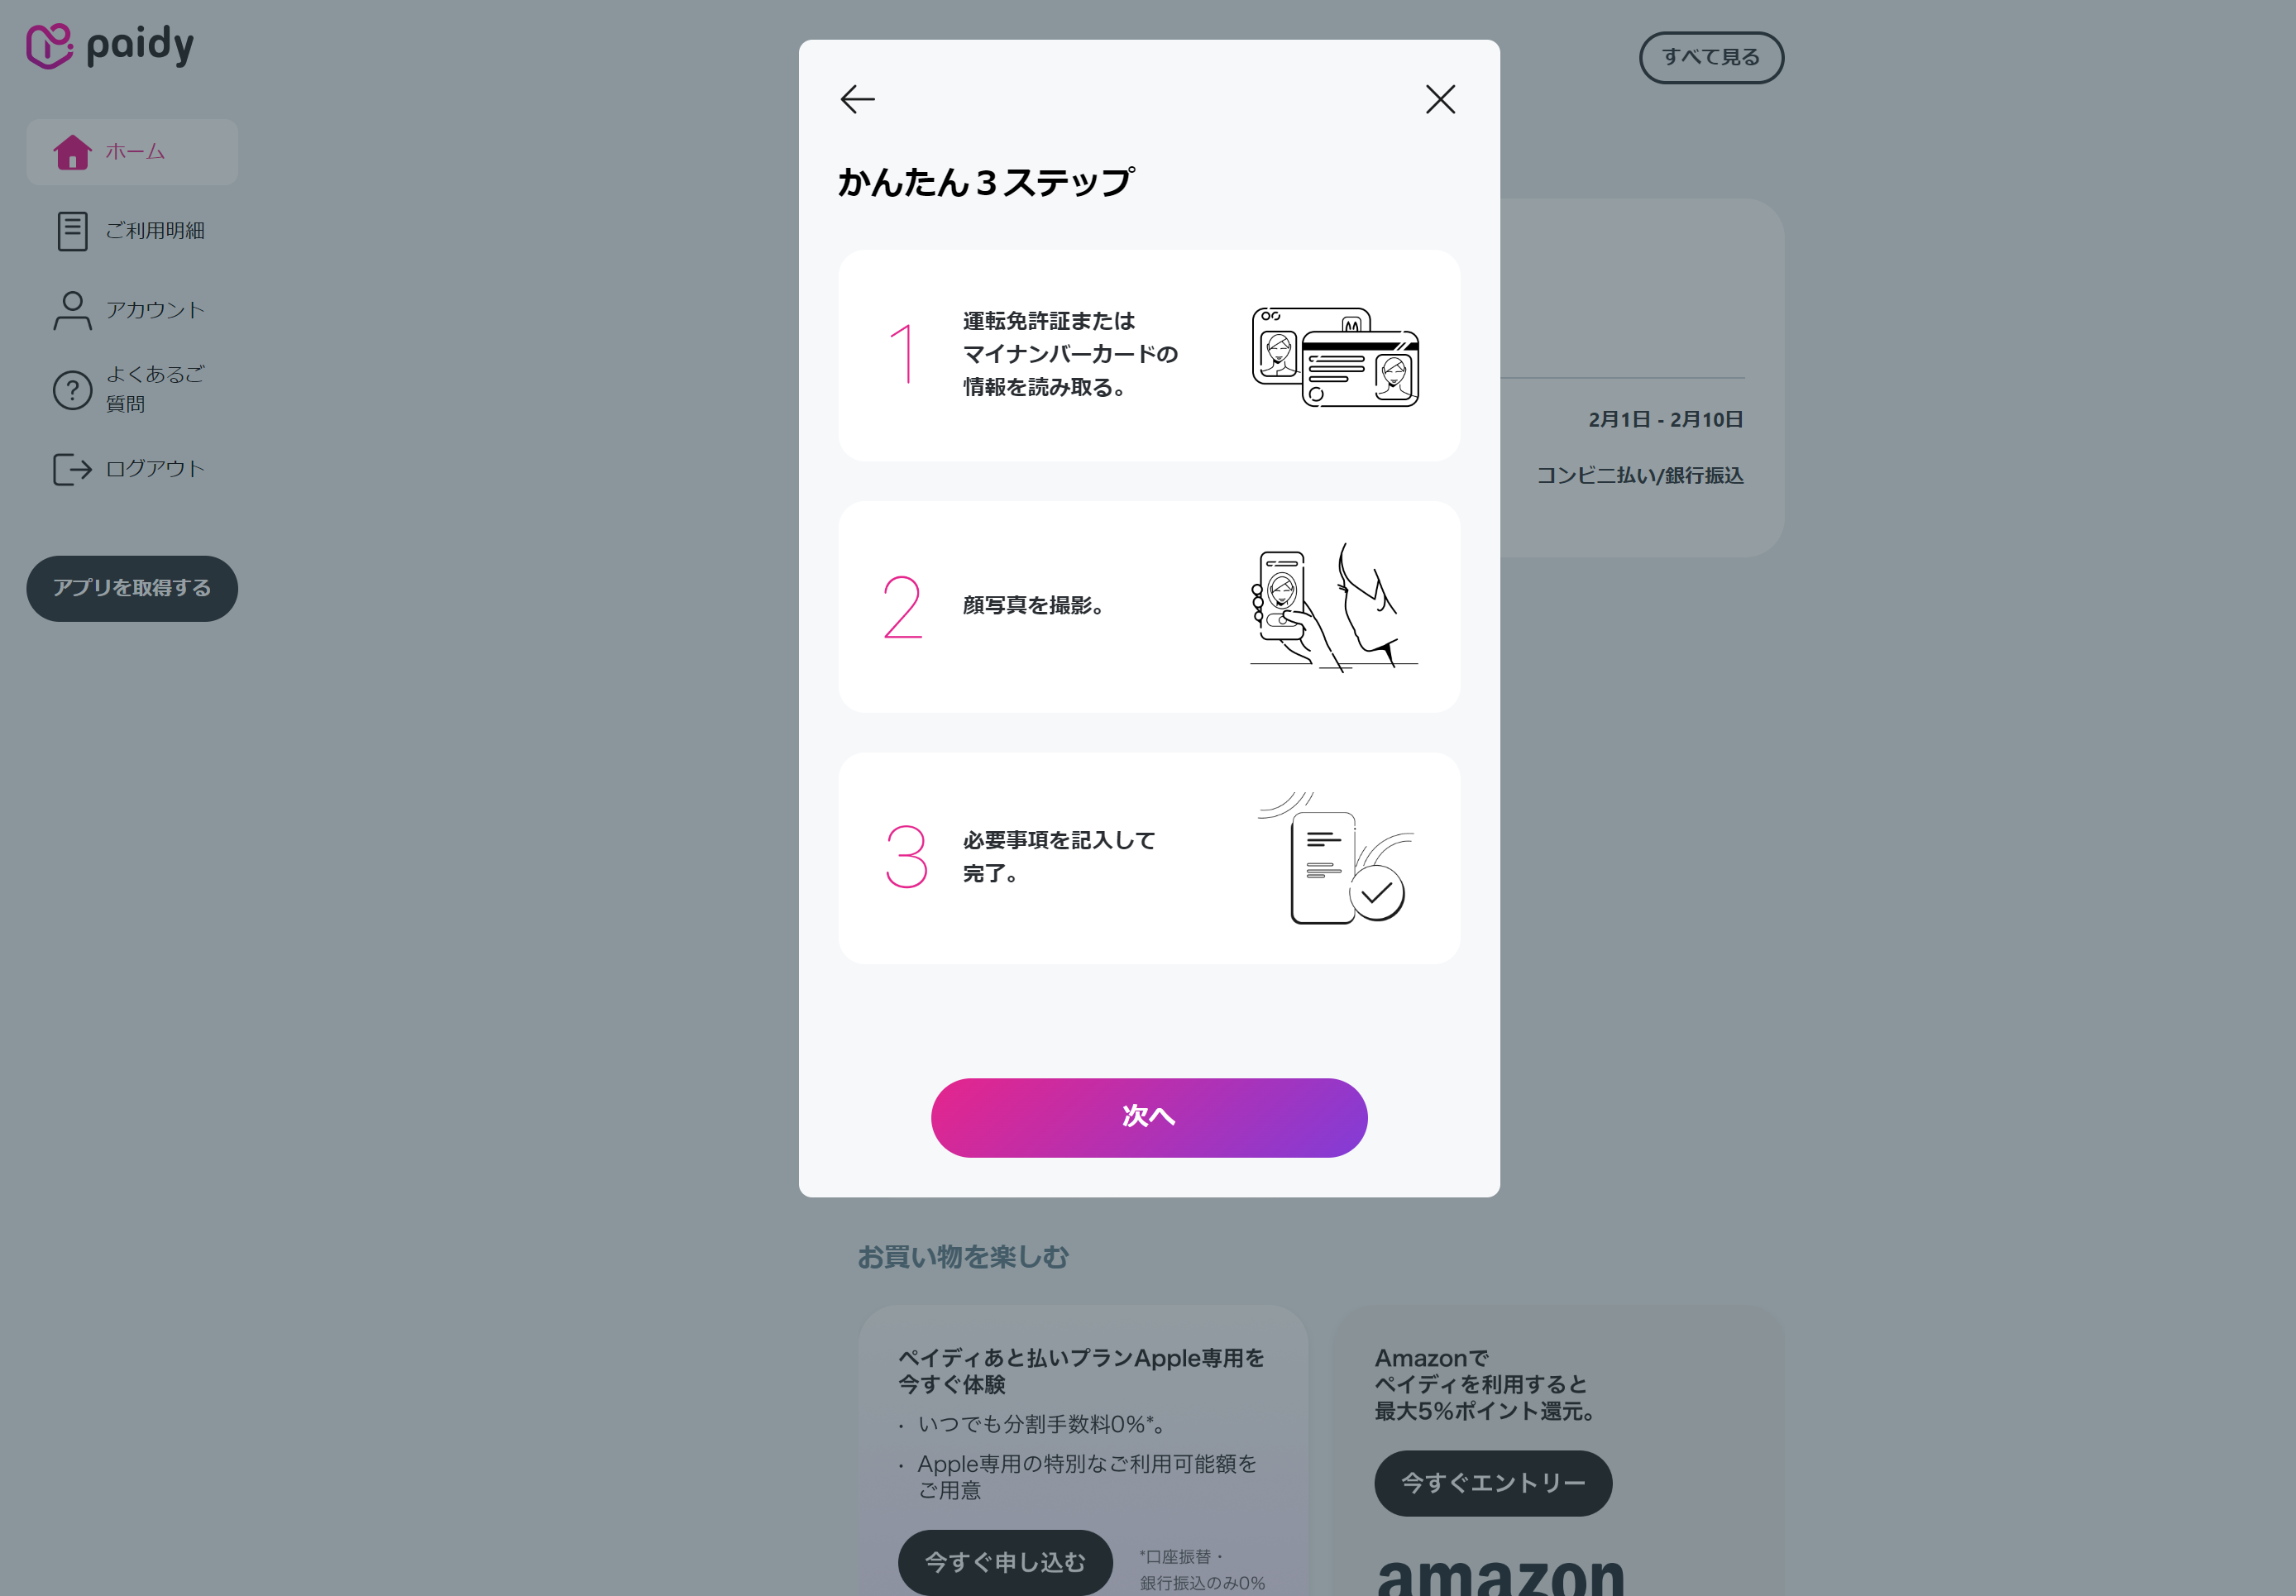 paidy
ホーム
ご利用明細
アカウント
よくあるご
質問
ログアウト
アプリを取得する
すべて見る
2月1日 - 2月10日
コンビニ払い/銀行振込
かんたん３ステップ
1
運転免許証または
マイナンバーカードの
情報を読み取る。
2
顔写真を撮影。
3
必要事項を記入して
完了。
次へ
お買い物を楽しむ
ペイディあと払いプランApple専用を
今すぐ体験
・ いつでも分割手数料0%*。
・ Apple専用の特別なご利用可能額を
ご用意
今すぐ申し込む
*口座振替・
銀行振込のみ0%
Amazonで
ペイディを利用すると
最大5%ポイント還元。
今すぐエントリー
amazon